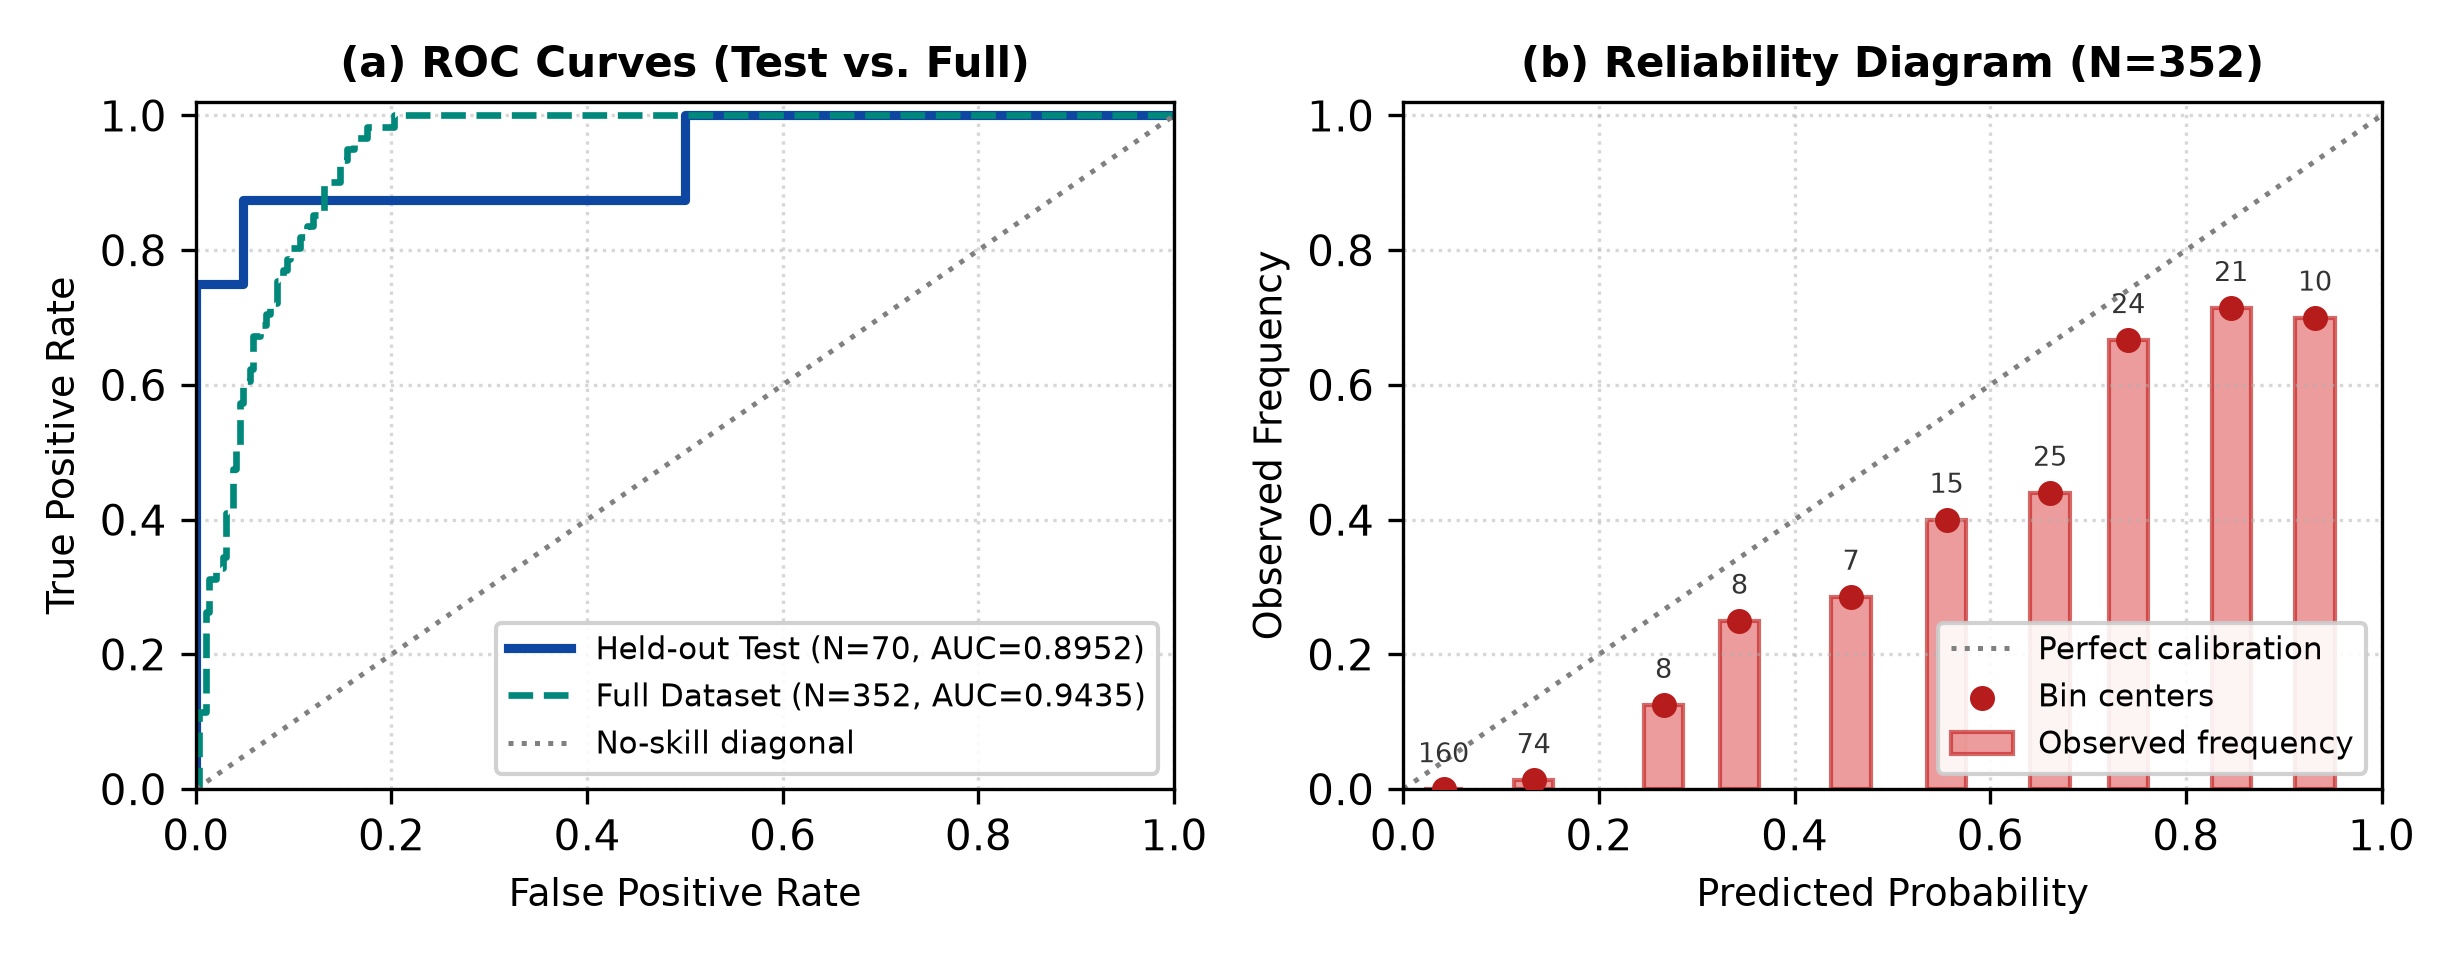 (a) ROC Curves (Test vs. Full)
True Positive Rate
1.0
0.8
0.6
0.4
0.2
0.0
0.0 0.2 0.4 0.6 0.8 1.0
False Positive Rate
Held-out Test (N=70, AUC=0.8952)
Full Dataset (N=352, AUC=0.9435)
No-skill diagonal
(b) Reliability Diagram (N=352)
Observed Frequency
1.0
0.8
0.6
0.4
0.2
0.0
160
74
8
8
7
15
25
24
21
10
Perfect calibration
Bin centers
Observed frequency
0.0 0.2 0.4 0.6 0.8 1.0
Predicted Probability